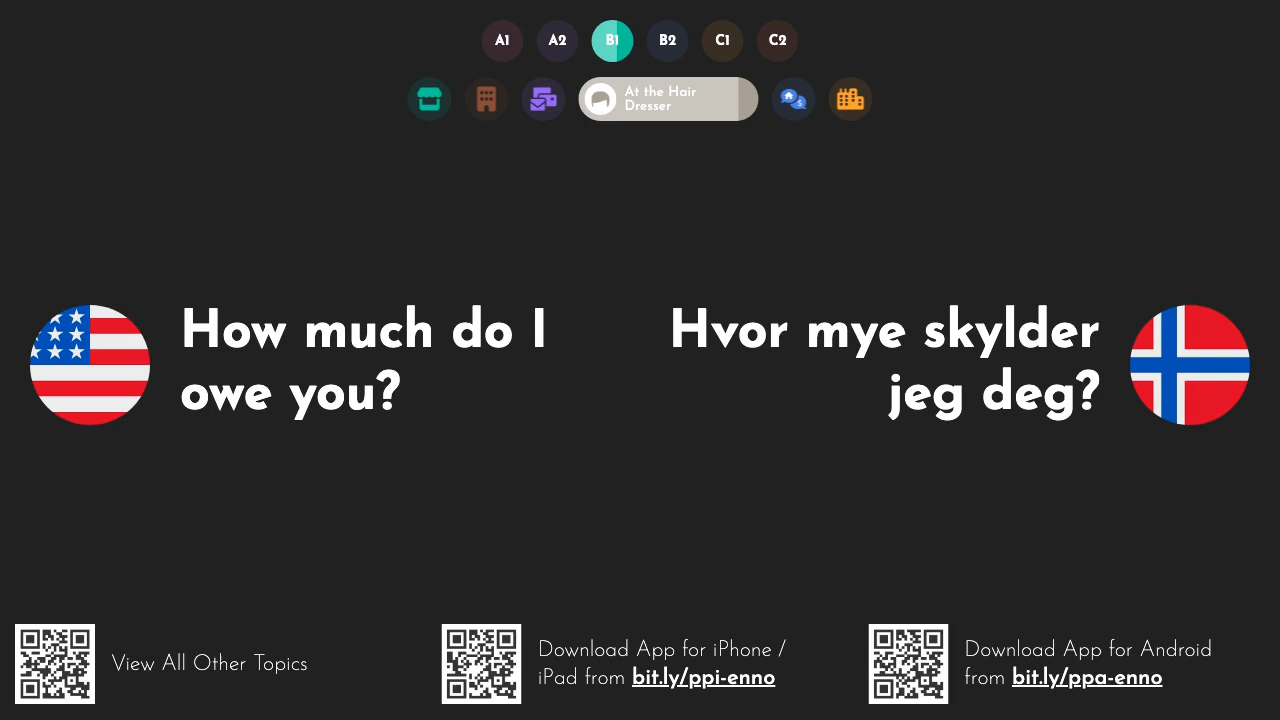 A1 A2 B1 B2 C1 C2
At the Hair
Dresser
How much do I
owe you?
Hvor mye skylder
jeg deg?
View All Other Topics
Download App for iPhone /
iPad from bit.ly/ppi-enno
Download App for Android
from bit.ly/ppa-enno